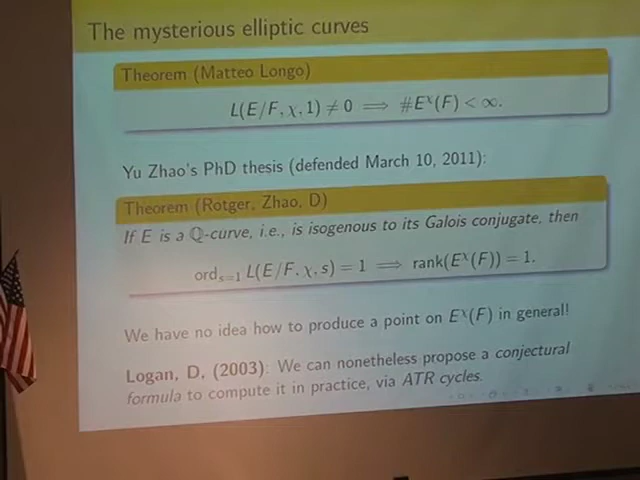 The mysterious elliptic curves
Theorem (Matteo Longo)
L(E/F, χ, 1) ≠ 0 ⟹ #E^χ(F) < ∞.
Yu Zhao's PhD thesis (defended March 10, 2011):
Theorem (Rotger, Zhao, D)
If E is a ℚ-curve, i.e., is isogenous to its Galois conjugate, then
ord_{s=1} L(E/F, χ, s) = 1 ⟹ rank(E^χ(F)) = 1.
We have no idea how to produce a point on E^χ(F) in general!
Logan, D, (2003): We can nonetheless propose a conjectural
formula to compute it in practice, via ATR cycles.